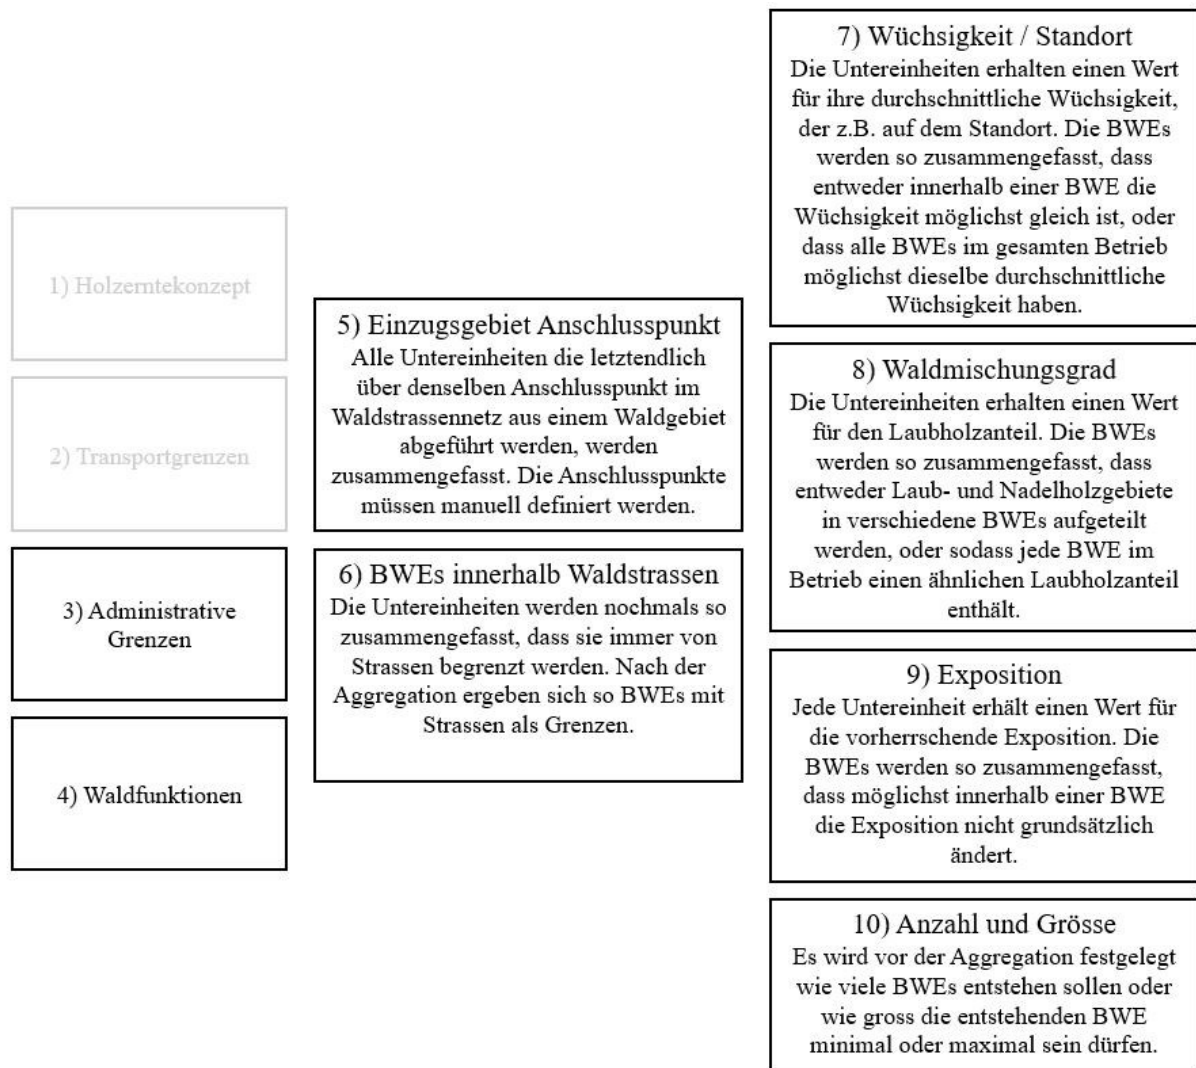 1) Holzerntekonzept
2) Transportgrenzen
3) Administrative
Grenzen
4) Waldfunktionen
5) Einzugsgebiet Anschlusspunkt
Alle Untereinheiten die letztendlich
über denselben Anschlusspunkt im
Waldstrassennetz aus einem Waldgebiet
abgeführt werden, werden
zusammengefasst. Die Anschlusspunkte
müssen manuell definiert werden.
6) BWEs innerhalb Waldstrassen
Die Untereinheiten werden nochmals so
zusammengefasst, dass sie immer von
Strassen begrenzt werden. Nach der
Aggregation ergeben sich so BWEs mit
Strassen als Grenzen.
7) Wüchsigkeit / Standort
Die Untereinheiten erhalten einen Wert
für ihre durchschnittliche Wüchsigkeit,
der z.B. auf dem Standort. Die BWEs
werden so zusammengefasst, dass
entweder innerhalb einer BWE die
Wüchsigkeit möglichst gleich ist, oder
dass alle BWEs im gesamten Betrieb
möglichst dieselbe durchschnittliche
Wüchsigkeit haben.
8) Waldmischungsgrad
Die Untereinheiten erhalten einen Wert
für den Laubholzanteil. Die BWEs
werden so zusammengefasst, dass
entweder Laub- und Nadelholzgebiete
in verschiedene BWEs aufgeteilt
werden, oder sodass jede BWE im
Betrieb einen ähnlichen Laubholzanteil
enthält.
9) Exposition
Jede Untereinheit erhält einen Wert für
die vorherrschende Exposition. Die
BWEs werden so zusammengefasst,
dass möglichst innerhalb einer BWE
die Exposition nicht grundsätzlich
ändert.
10) Anzahl und Grösse
Es wird vor der Aggregation festgelegt
wie viele BWEs entstehen sollen oder
wie gross die entstehenden BWE
minimal oder maximal sein dürfen.